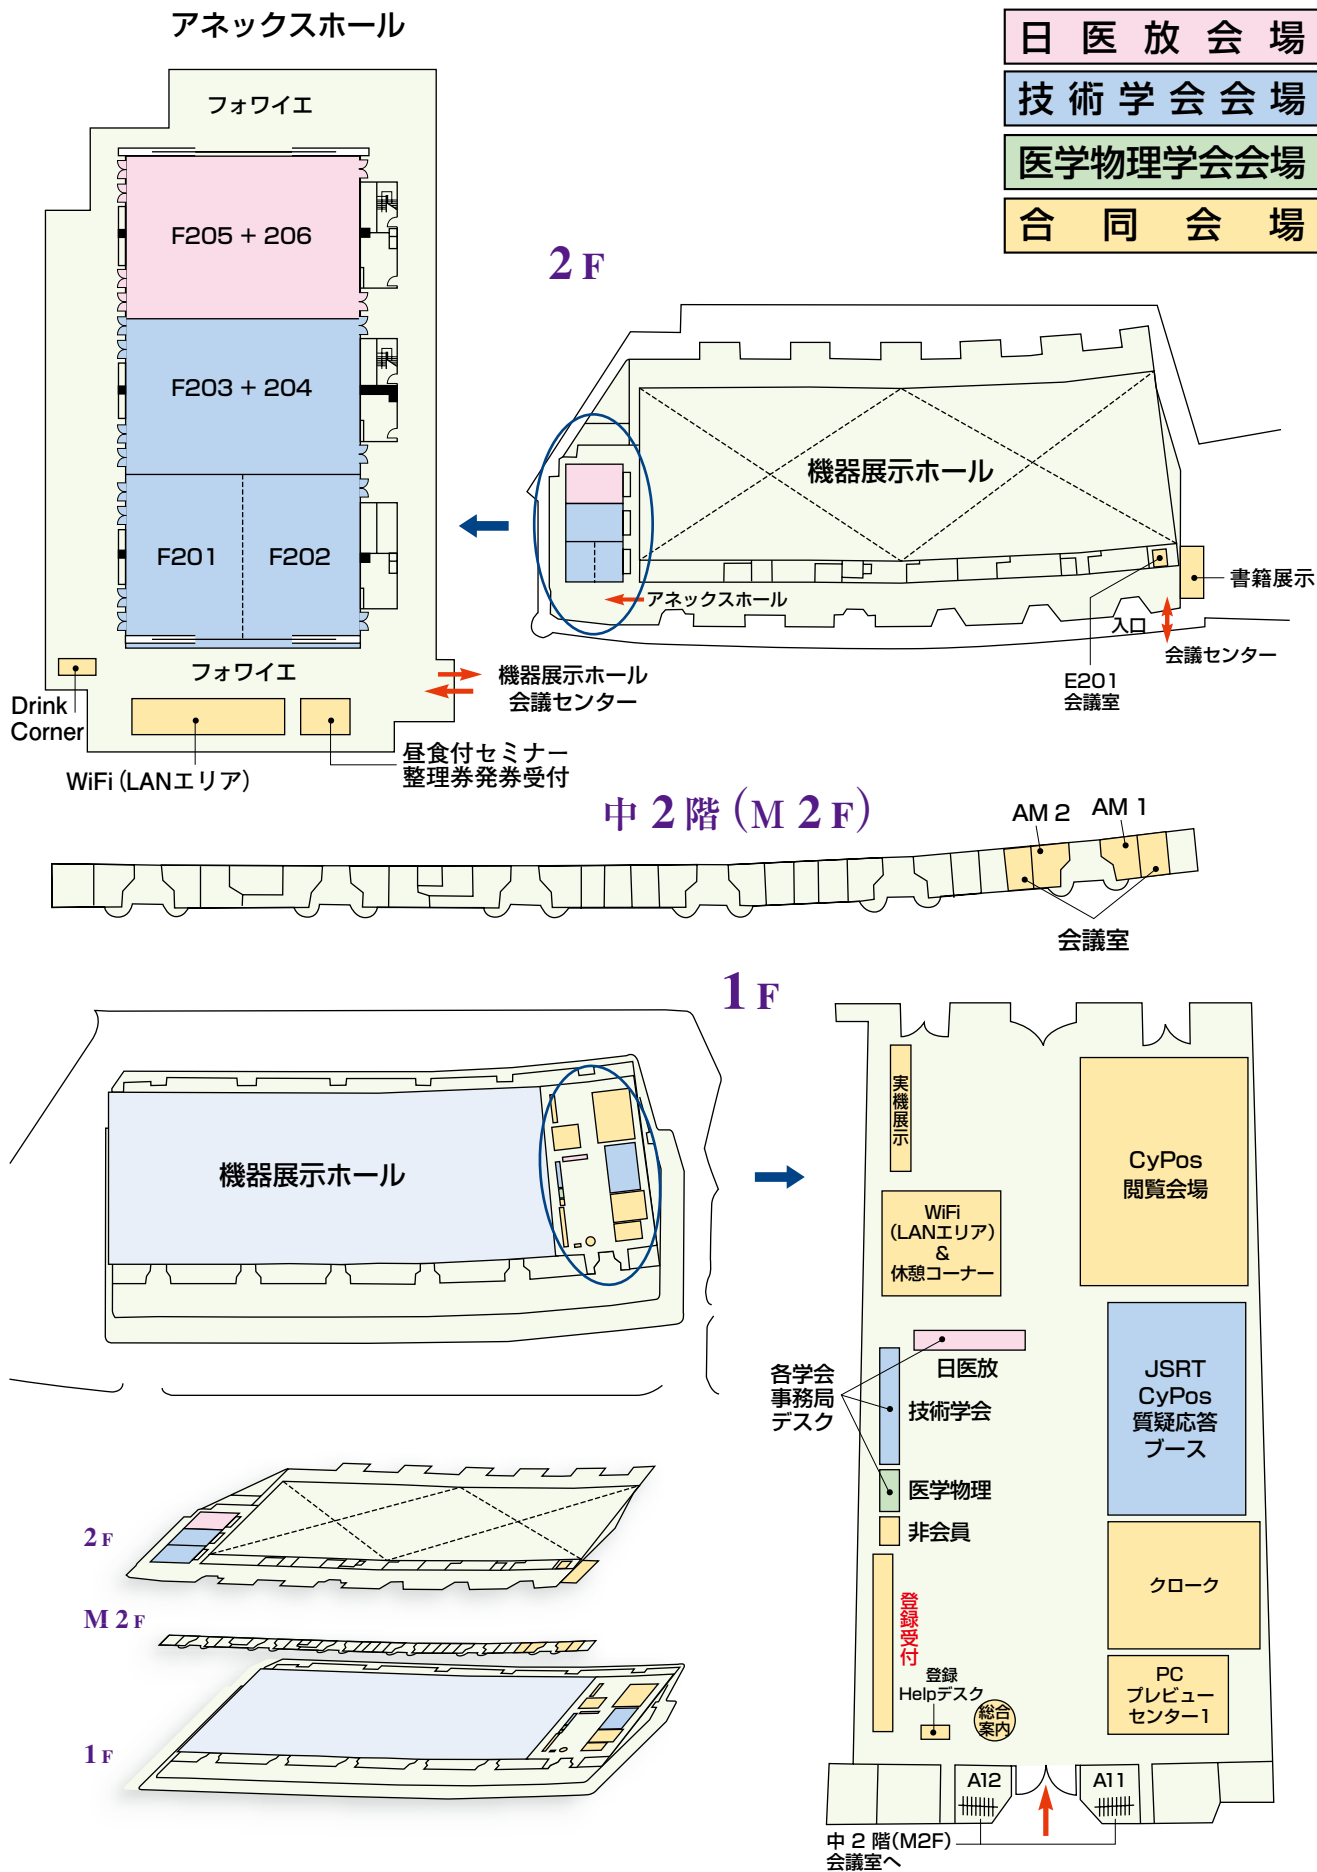 アネックスホール
日医放会場
技術学会会場
医学物理学会会場
合同会場
フォワイエ
F205 + 206
F203 + 204
F201
F202
フォワイエ
Drink
Corner
WiFi (LANエリア)
昼食付セミナー
整理券発券受付
機器展示ホール
会議センター
2F
機器展示ホール
アネックスホール
入口
書籍展示
会議センター
E201
会議室
中2階(M2F)
AM 2
AM 1
会議室
1F
機器展示ホール
実機展示
CyPos
閲覧会場
WiFi
(LANエリア)
&
休憩コーナー
各学会
事務局
デスク
日医放
技術学会
医学物理
非会員
JSRT
CyPos
質疑応答
ブース
クローク
登録受付
登録
Helpデスク
総合
案内
PC
プレビュー
センター1
A12
A11
中2階(M2F)
会議室へ
2F
M2F
1F